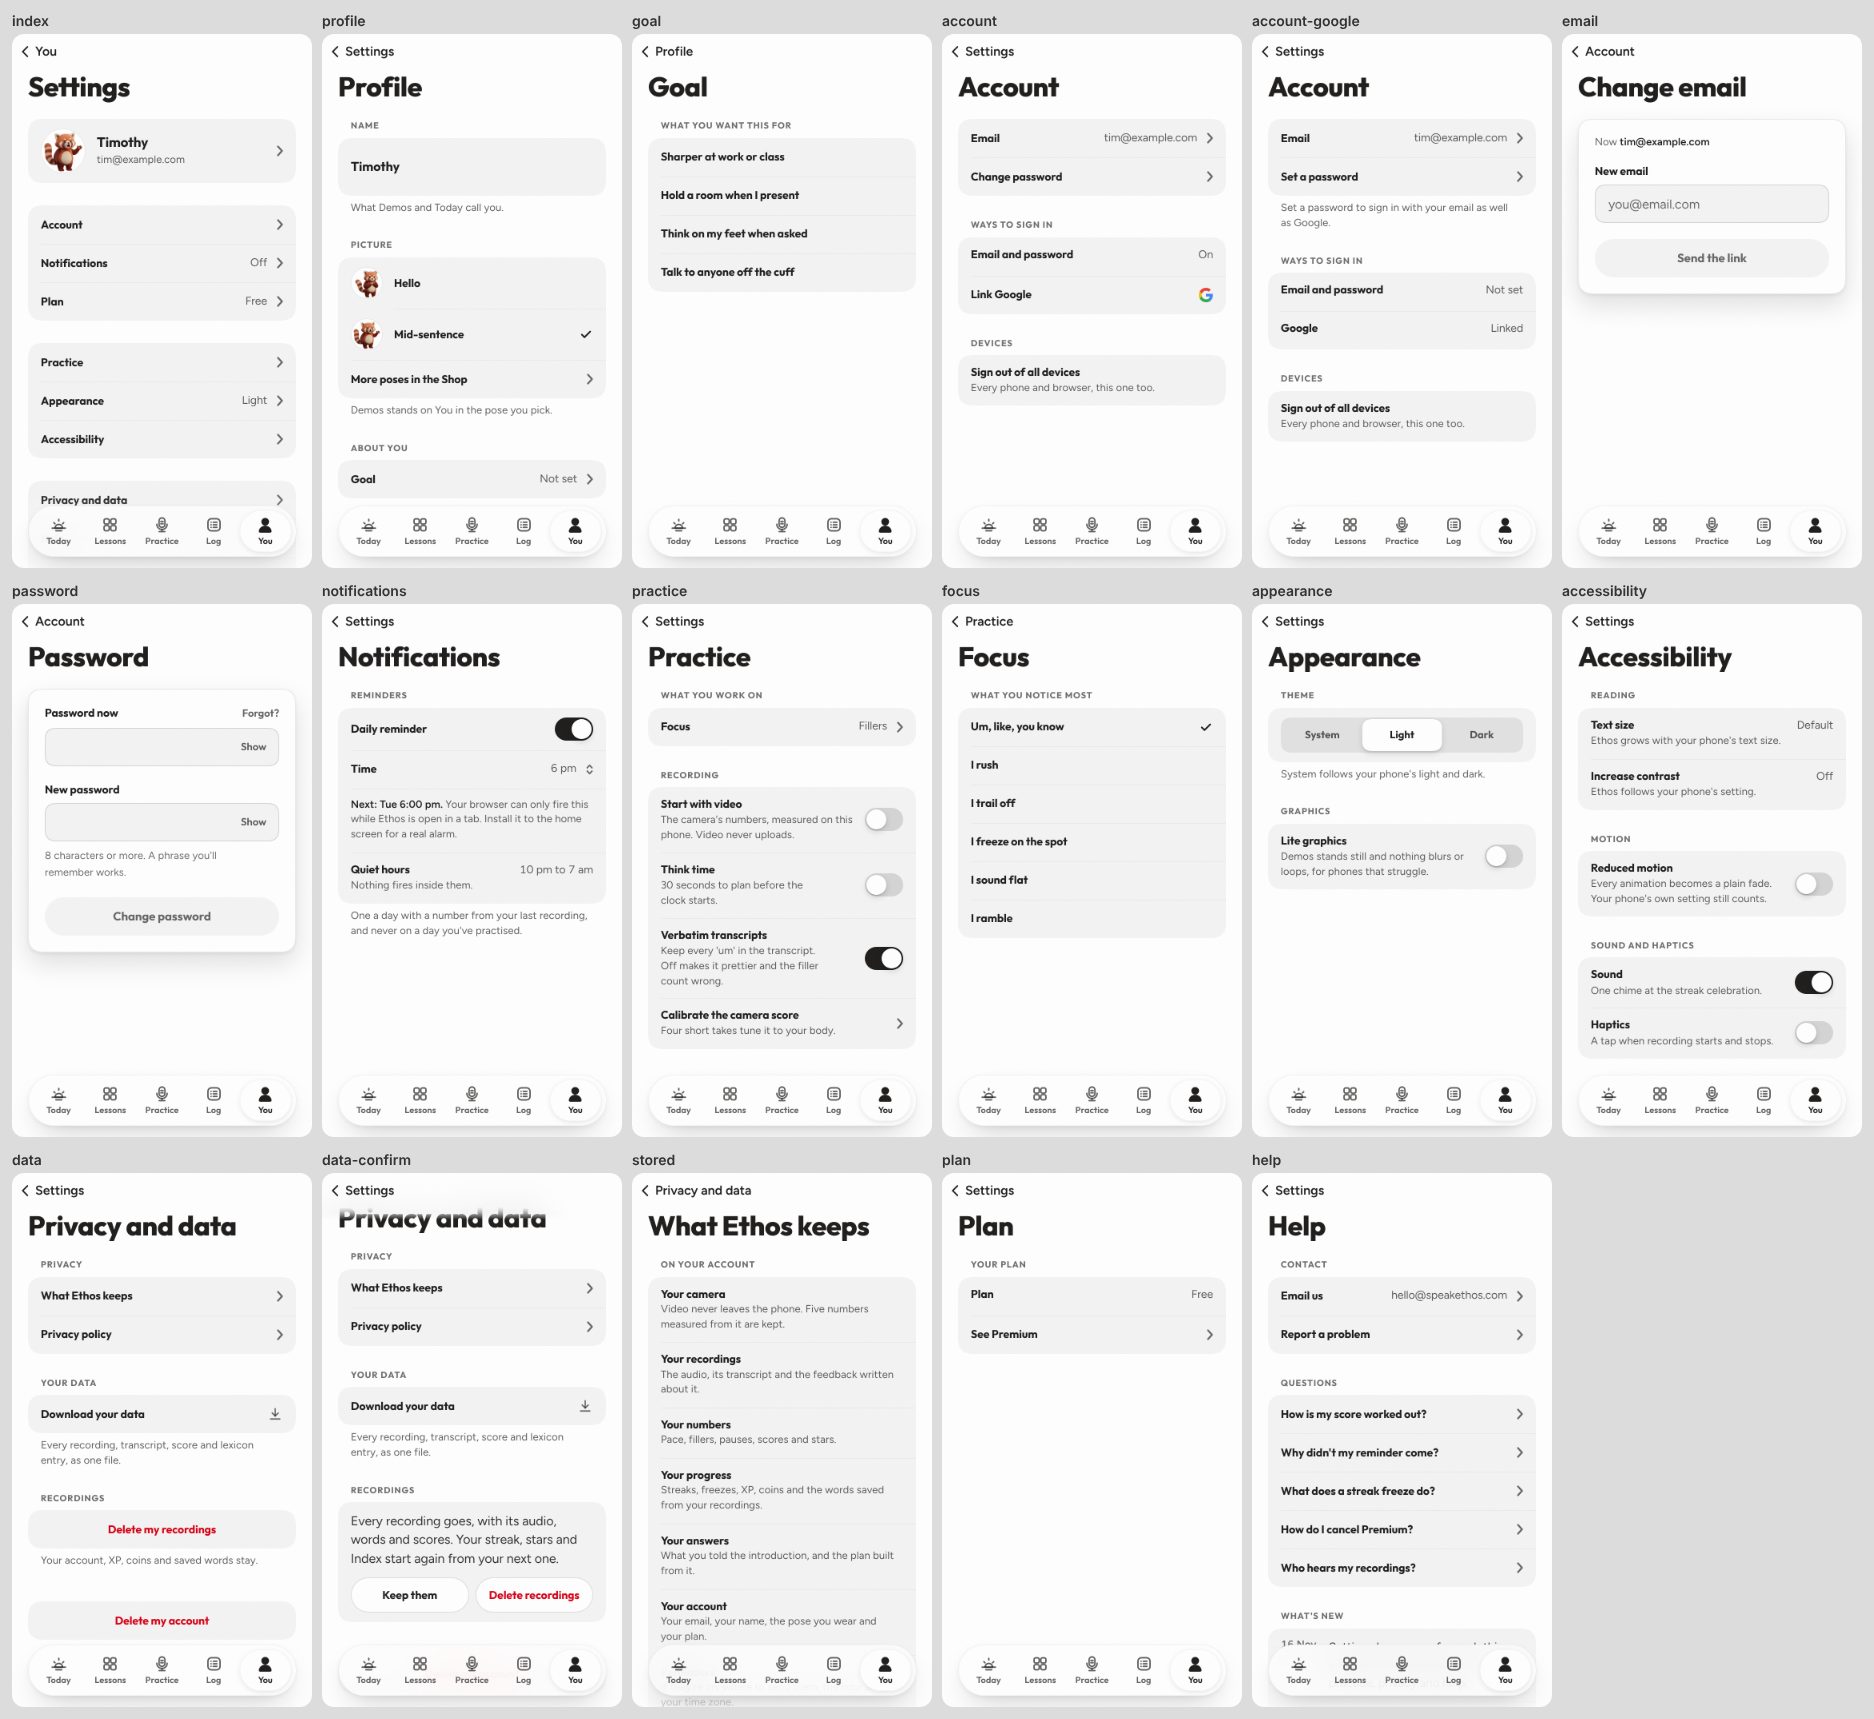 index
You
Settings
Timothy
tim@example.com
Account
Notifications Off
Plan Free
Practice
Appearance Light
Accessibility
Privacy and data
Today Lessons Practice Log You
profile
Settings
Profile
NAME
Timothy
What Demos and Today call you.
PICTURE
Hello
Mid-sentence
More poses in the Shop
Demos stands on You in the pose you pick.
ABOUT YOU
Goal Not set
Today Lessons Practice Log You
goal
Profile
Goal
WHAT YOU WANT THIS FOR
Sharper at work or class
Hold a room when I present
Think on my feet when asked
Talk to anyone off the cuff
Today Lessons Practice Log You
account
Settings
Account
Email tim@example.com
Change password
WAYS TO SIGN IN
Email and password On
Link Google
DEVICES
Sign out of all devices
Every phone and browser, this one too.
Today Lessons Practice Log You
account-google
Settings
Account
Email tim@example.com
Set a password
Set a password to sign in with your email as well
as Google.
WAYS TO SIGN IN
Email and password Not set
Google Linked
DEVICES
Sign out of all devices
Every phone and browser, this one too.
Today Lessons Practice Log You
email
Account
Change email
Now tim@example.com
New email
you@email.com
Send the link
Today Lessons Practice Log You
password
Account
Password
Password now Forgot?
Show
New password
Show
8 characters or more. A phrase you'll
remember works.
Change password
Today Lessons Practice Log You
notifications
Settings
Notifications
REMINDERS
Daily reminder
Time 6 pm
Next: Tue 6:00 pm. Your browser can only fire this
while Ethos is open in a tab. Install it to the home
screen for a real alarm.
Quiet hours 10 pm to 7 am
Nothing fires inside them.
One a day with a number from your last recording,
and never on a day you've practised.
Today Lessons Practice Log You
practice
Settings
Practice
WHAT YOU WORK ON
Focus Fillers
RECORDING
Start with video
The camera's numbers, measured on this
phone. Video never uploads.
Think time
30 seconds to plan before the
clock starts.
Verbatim transcripts
Keep every 'um' in the transcript.
Off makes it prettier and the filler
count wrong.
Calibrate the camera score
Four short takes tune it to your body.
Today Lessons Practice Log You
focus
Practice
Focus
WHAT YOU NOTICE MOST
Um, like, you know
I rush
I trail off
I freeze on the spot
I sound flat
I ramble
Today Lessons Practice Log You
appearance
Settings
Appearance
THEME
System Light Dark
System follows your phone's light and dark.
GRAPHICS
Lite graphics
Demos stands still and nothing blurs or
loops, for phones that struggle.
Today Lessons Practice Log You
accessibility
Settings
Accessibility
READING
Text size Default
Ethos grows with your phone's text size.
Increase contrast Off
Ethos follows your phone's setting.
MOTION
Reduced motion
Every animation becomes a plain fade.
Your phone's own setting still counts.
SOUND AND HAPTICS
Sound
One chime at the streak celebration.
Haptics
A tap when recording starts and stops.
Today Lessons Practice Log You
data
Settings
Privacy and data
PRIVACY
What Ethos keeps
Privacy policy
YOUR DATA
Download your data
Every recording, transcript, score and lexicon
entry, as one file.
RECORDINGS
Delete my recordings
Your account, XP, coins and saved words stay.
Delete my account
Today Lessons Practice Log You
data-confirm
Settings
Privacy and data
PRIVACY
What Ethos keeps
Privacy policy
YOUR DATA
Download your data
Every recording, transcript, score and lexicon
entry, as one file.
RECORDINGS
Every recording goes, with its audio,
words and scores. Your streak, stars and
Index start again from your next one.
Keep them Delete recordings
Today Lessons Practice Log You
stored
Privacy and data
What Ethos keeps
ON YOUR ACCOUNT
Your camera
Video never leaves the phone. Five numbers
measured from it are kept.
Your recordings
The audio, its transcript and the feedback written
about it.
Your numbers
Pace, fillers, pauses, scores and stars.
Your progress
Streaks, freezes, XP, coins and the words saved
from your recordings.
Your answers
What you told the introduction, and the plan built
from it.
Your account
Your email, your name, the pose you wear and
your plan.
Today Lessons Practice Log You
your time zone.
plan
Settings
Plan
YOUR PLAN
Plan Free
See Premium
Today Lessons Practice Log You
help
Settings
Help
CONTACT
Email us hello@speakethos.com
Report a problem
QUESTIONS
How is my score worked out?
Why didn't my reminder come?
What does a streak freeze do?
How do I cancel Premium?
Who hears my recordings?
WHAT'S NEW
16 Nov
Today Lessons Practice Log You